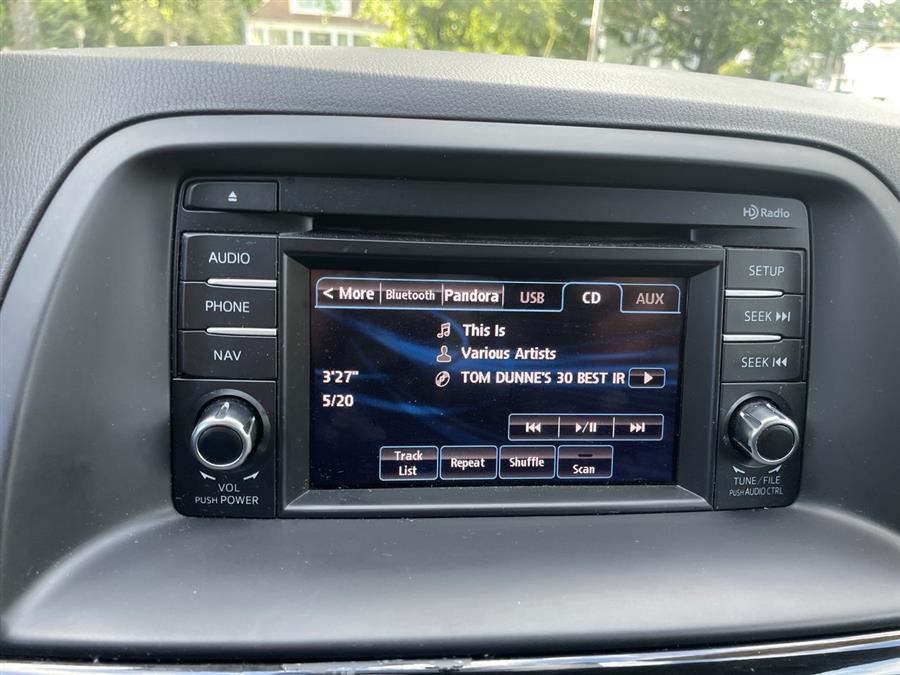 HD Radio
AUDIO
PHONE
NAV
VOL
PUSH POWER
< More Bluetooth Pandora USB CD AUX
This Is
Various Artists
3'27" TOM DUNNE'S 30 BEST IR
5/20
Track List Repeat Shuffle Scan
SETUP
SEEK
SEEK
TUNE/FILE
PUSH AUDIO CTRL